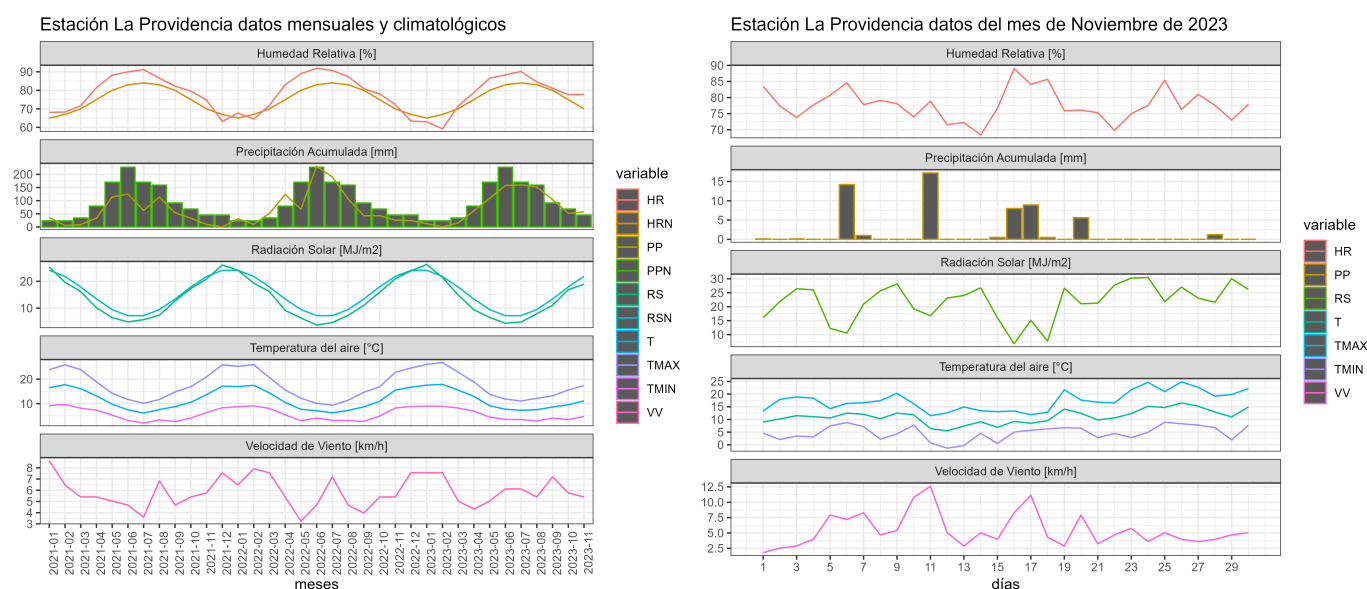 Estación La Providencia datos mensuales y climatológicos
Humedad Relativa [%]
90
80
70
60
Precipitación Acumulada [mm]
200
150
100
50
0
Radiación Solar [MJ/m2]
20
10
Temperatura del aire [°C]
20
10
Velocidad de Viento [km/h]
8
7
6
5
4
3
2021-01
2021-02
2021-03
2021-04
2021-05
2021-06
2021-07
2021-08
2021-09
2021-10
2021-11
2021-12
2022-01
2022-02
2022-03
2022-04
2022-05
2022-06
2022-07
2022-08
2022-09
2022-10
2022-11
2022-12
2023-01
2023-02
2023-03
2023-04
2023-05
2023-06
2023-07
2023-08
2023-09
2023-10
2023-11
meses
variable
HR
HRN
PP
PPN
RS
RSN
T
TMAX
TMIN
VV
Estación La Providencia datos del mes de Noviembre de 2023
Humedad Relativa [%]
90
85
80
75
70
Precipitación Acumulada [mm]
15
10
5
0
Radiación Solar [MJ/m2]
30
25
20
15
10
Temperatura del aire [°C]
25
20
15
10
5
0
Velocidad de Viento [km/h]
12.5
10.0
7.5
5.0
2.5
1 3 5 7 9 11 13 15 17 19 21 23 25 27 29
días
variable
HR
PP
RS
T
TMAX
TMIN
VV